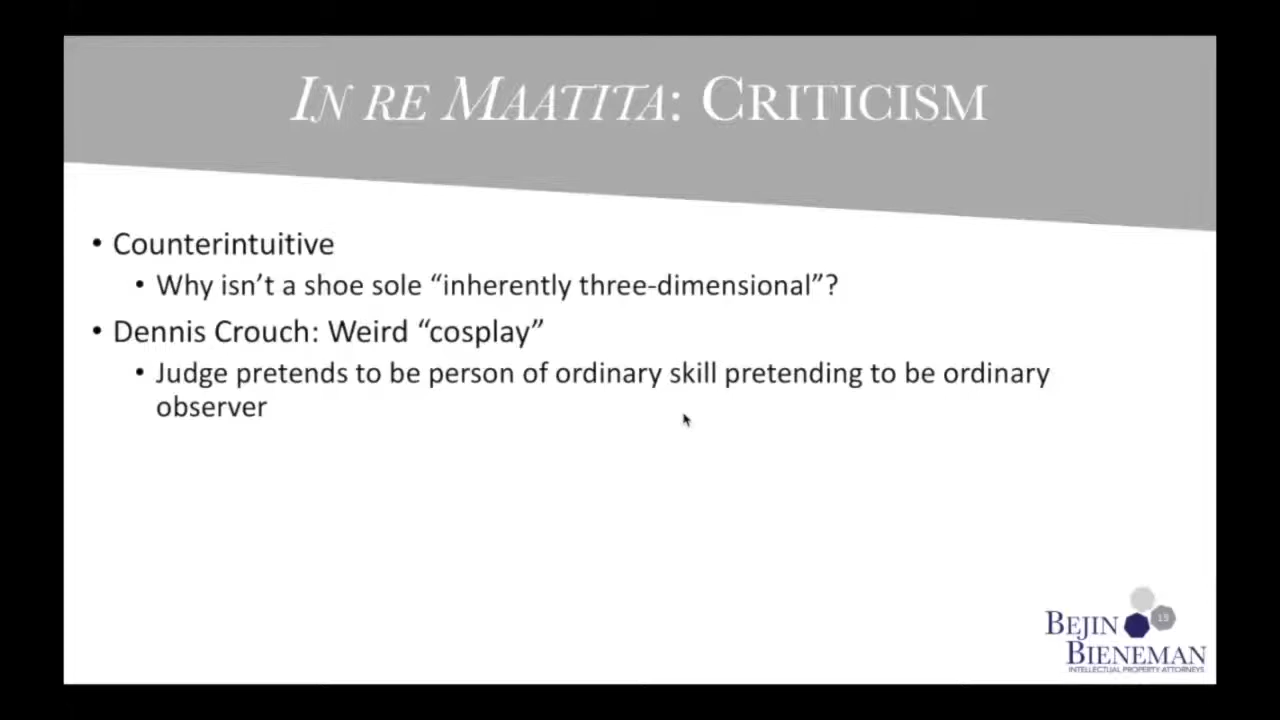 IN RE MAATITA: CRITICISM
• Counterintuitive
• Why isn't a shoe sole “inherently three-dimensional”?
• Dennis Crouch: Weird “cosplay”
• Judge pretends to be person of ordinary skill pretending to be ordinary
observer
15
BEJIN
BIENEMAN
INTELLECTUAL PROPERTY ATTORNEYS